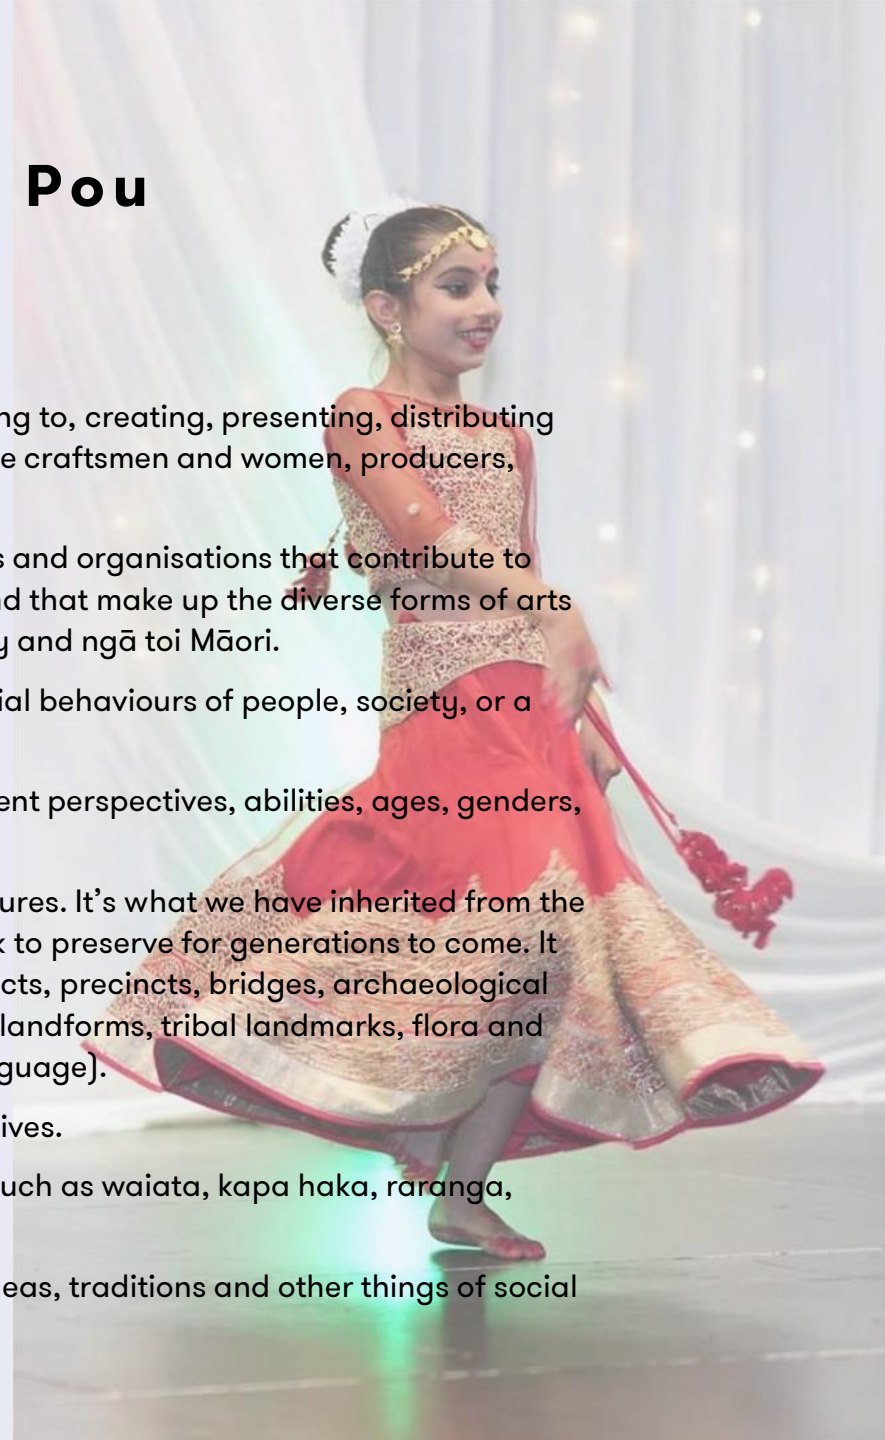 Pou
ng to, creating, presenting, distributing
e craftsmen and women, producers,
s and organisations that contribute to
d that make up the diverse forms of arts
y and ngā toi Māori.
ial behaviours of people, society, or a
ent perspectives, abilities, ages, genders,
ures. It’s what we have inherited from the
k to preserve for generations to come. It
cts, precincts, bridges, archaeological
landforms, tribal landmarks, flora and
guage).
ives.
uch as waiata, kapa haka, raranga,
eas, traditions and other things of social